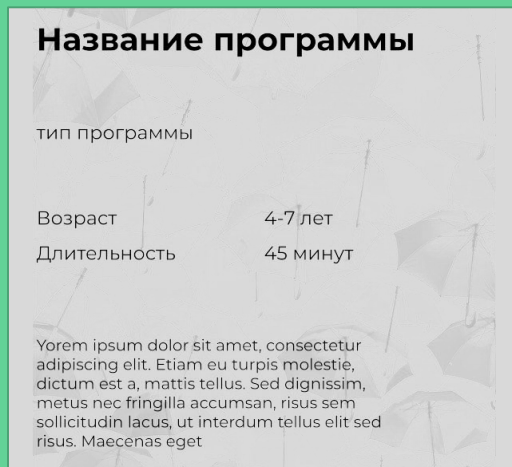 Название программы
тип программы
Возраст 4-7 лет
Длительность 45 минут
Yorem ipsum dolor sit amet, consectetur
adipiscing elit. Etiam eu turpis molestie,
dictum est a, mattis tellus. Sed dignissim,
metus nec fringilla accumsan, risus sem
sollicitudin lacus, ut interdum tellus elit sed
risus. Maecenas eget